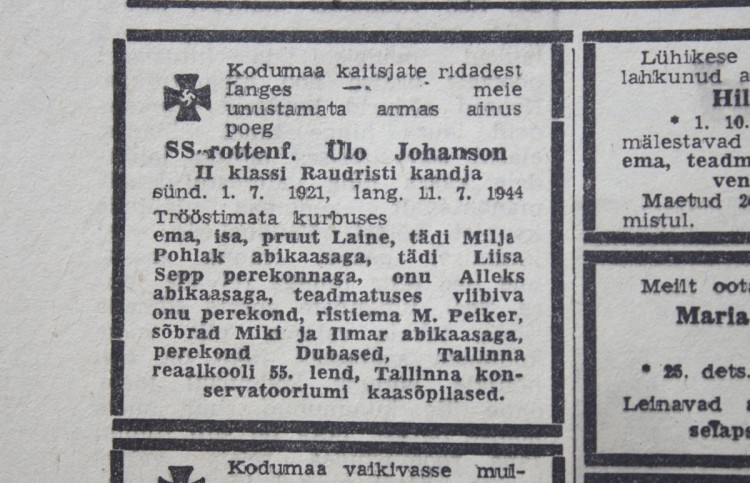 Kodumaa kaitsjate ridadest
langes — meie
unustamata armas ainus
poeg
SS-rottenf. Ülo Johanson
II klassi Raudristi kandja
sünd. 1. 7. 1921, lang. 11. 7. 1944
Trööstimata kurbuses
ema, isa, pruut Laine, tädi Milja
Pohlak abikaasaga, tädi Liisa
Sepp perekonnaga, onu Alleks
abikaasaga, teadmatuses viibiva
onu perekond, ristiema M. Peiker,
sõbrad Miki ja Ilmar abikaasaga,
perekond Dubased, Tallinna
reaalkooli 55. lend, Tallinna kon-
servatooriumi kaasõpilased.
Kodumaa vaikivasse mul-
Lühikese
lahkunud a
Hil
* 1. 10.
mälestavad
ema, teadm
ven
Maetud 26
mistul.
Meilt oota
Maria
* 25. dets.
Leinavad
selaps